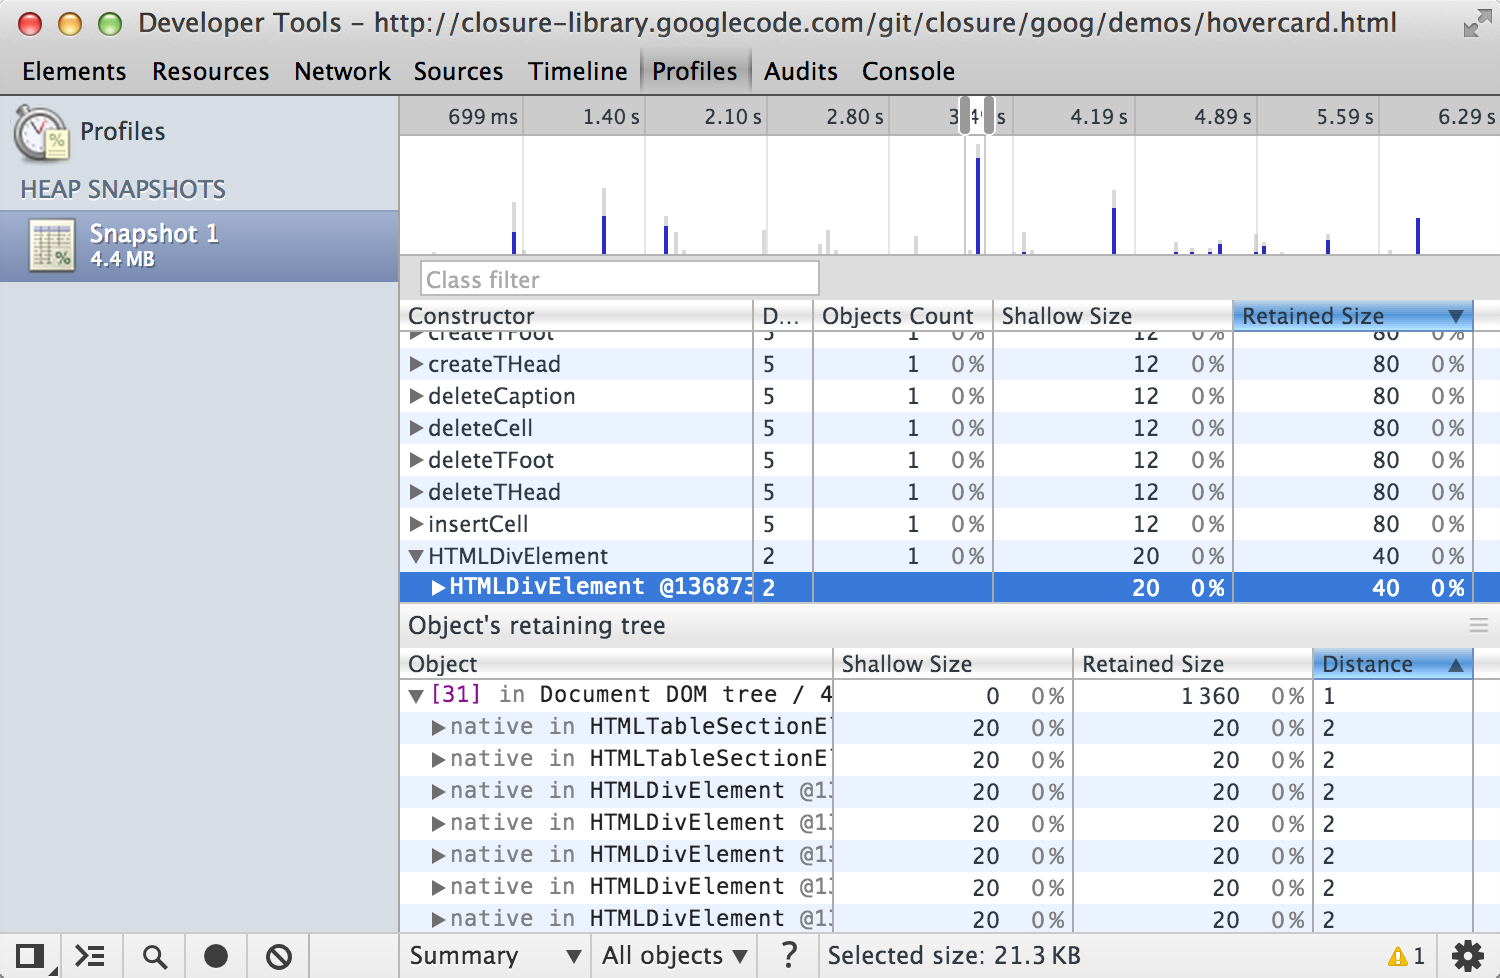 Developer Tools - http://closure-library.googlecode.com/git/closure/goog/demos/hovercard.html
Elements Resources Network Sources Timeline Profiles Audits Console
Profiles
HEAP SNAPSHOTS
Snapshot 1
4.4 MB
699 ms 1.40 s 2.10 s 2.80 s 3.49 s 4.19 s 4.89 s 5.59 s 6.29 s
Class filter
Constructor D... Objects Count Shallow Size Retained Size ▼
createTFoot 5 1 0% 12 0% 80 0%
createTHead 5 1 0% 12 0% 80 0%
deleteCaption 5 1 0% 12 0% 80 0%
deleteCell 5 1 0% 12 0% 80 0%
deleteTFoot 5 1 0% 12 0% 80 0%
deleteTHead 5 1 0% 12 0% 80 0%
insertCell 5 1 0% 12 0% 80 0%
HTMLDivElement 2 1 0% 20 0% 40 0%
HTMLDivElement @136873 2 20 0% 40 0%
Object's retaining tree
Object Shallow Size Retained Size Distance ▲
[31] in Document DOM tree / 4 0 0% 1 360 0% 1
native in HTMLTableSectionEl 20 0% 20 0% 2
native in HTMLTableSectionEl 20 0% 20 0% 2
native in HTMLDivElement @13 20 0% 20 0% 2
native in HTMLDivElement @13 20 0% 20 0% 2
native in HTMLDivElement @13 20 0% 20 0% 2
native in HTMLDivElement @13 20 0% 20 0% 2
native in HTMLDivElement @13 20 0% 20 0% 2
Summary ▼ All objects ▼ ? Selected size: 21.3 KB 1